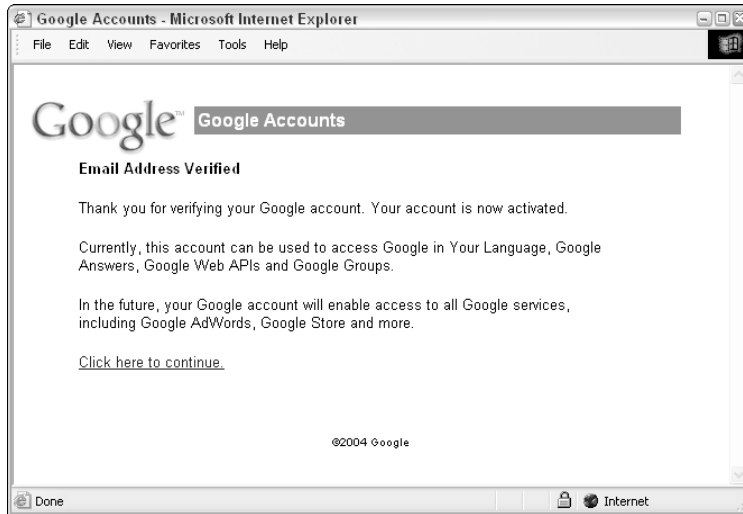 Google Accounts - Microsoft Internet Explorer
File Edit View Favorites Tools Help
Google™ Google Accounts
Email Address Verified
Thank you for verifying your Google account. Your account is now activated.
Currently, this account can be used to access Google in Your Language, Google
Answers, Google Web APIs and Google Groups.
In the future, your Google account will enable access to all Google services,
including Google AdWords, Google Store and more.
Click here to continue.
©2004 Google
Done Internet